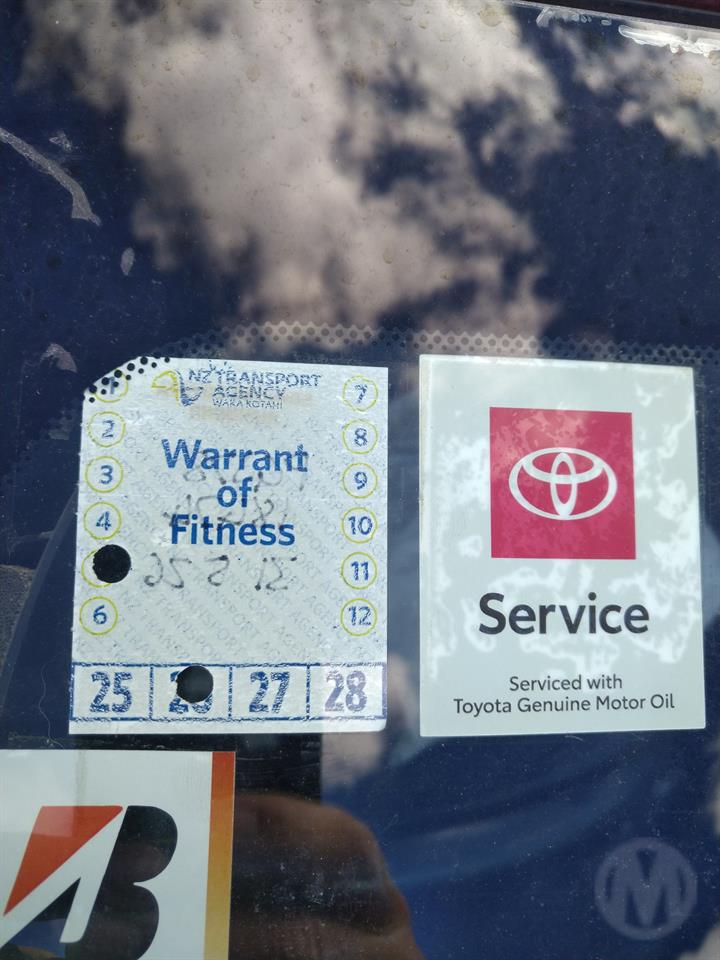 NZ TRANSPORT
AGENCY
WAKA KOTAHI
Warrant
of
Fitness
2
3
4
6
7
8
9
10
11
12
25
27
28
Service
Serviced with
Toyota Genuine Motor Oil
B
M